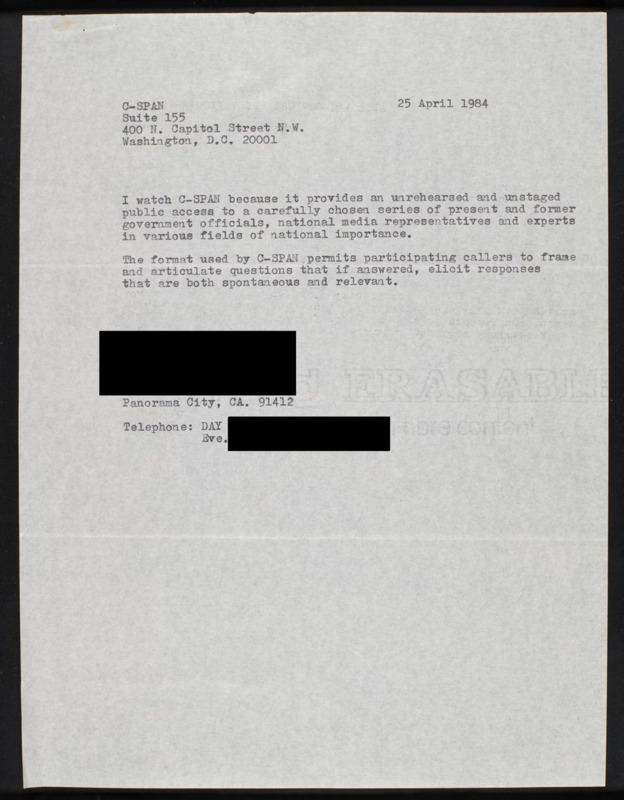 C-SPAN
25 April 1984
Suite 155
400 N. Capitol Street N.W.
Washington, D.C. 20001
I watch C-SPAN because it provides an unrehearsed and unstaged
public access to a carefully chosen series of present and former
government officials, national media representatives and experts
in various fields of national importance.
The format used by C-SPAN permits participating callers to frame
and articulate questions that if answered, elicit responses
that are both spontaneous and relevant.
ERASABLE
Panorama City, CA. 91412
Telephone: DAY
fibre content
Eve.